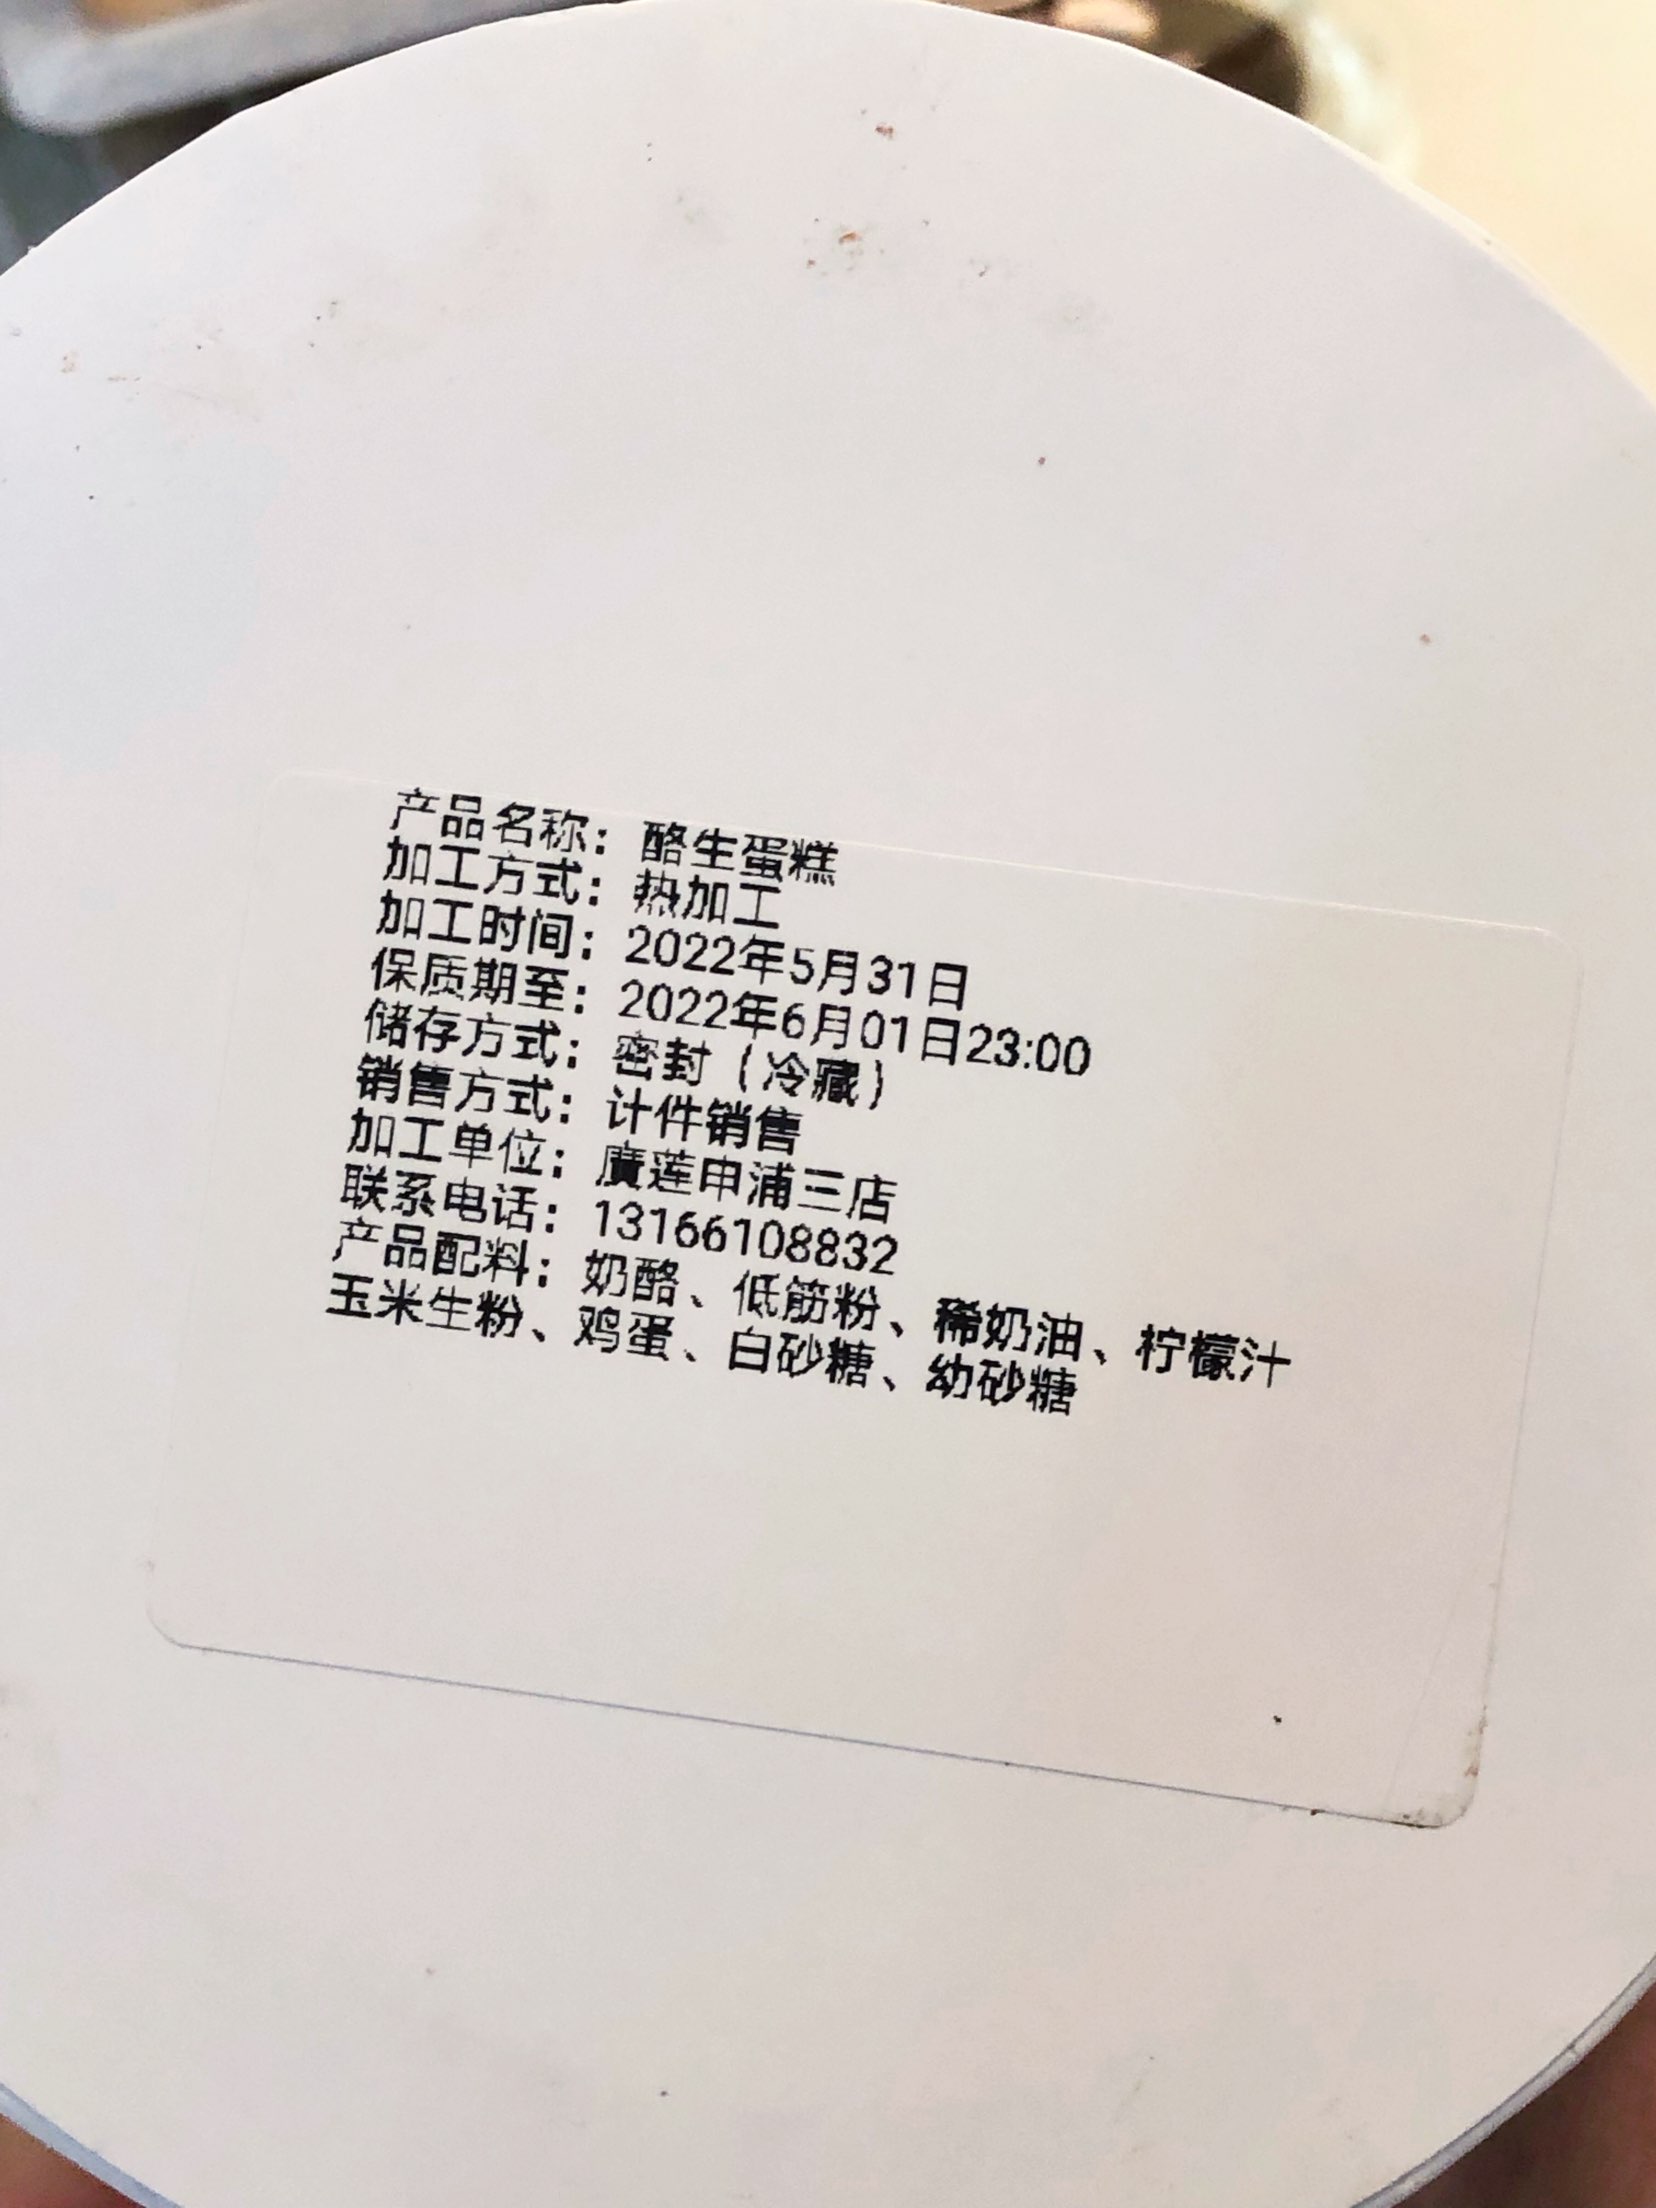 产品名称：酪生蛋糕
加工方式：热加工
加工时间：2022年5月31日
保质期至：2022年6月01日23:00
储存方式：密封（冷藏）
销售方式：计件销售
加工单位：廣莲申浦三店
联系电话：13166108832
产品配料：奶酪、低筋粉、稀奶油、柠檬汁
玉米生粉、鸡蛋、白砂糖、幼砂糖